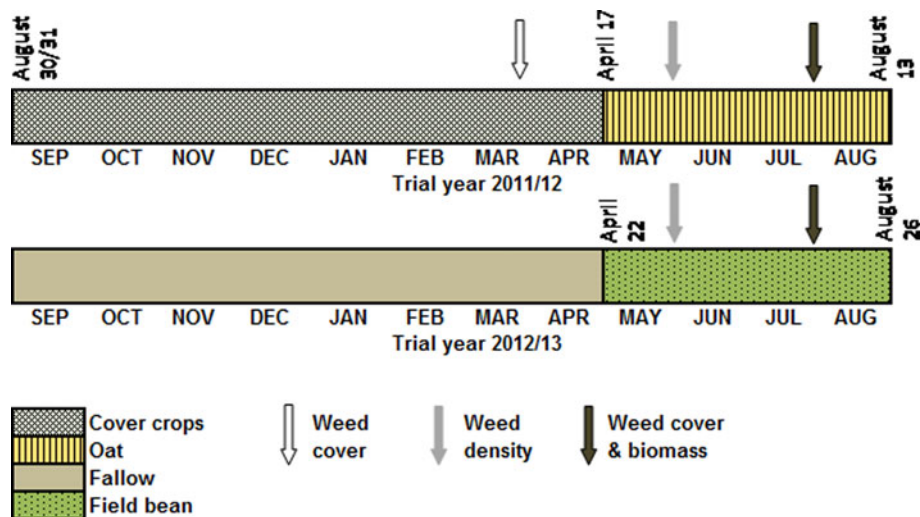 August
30/31
April 17
August
13
SEP OCT NOV DEC JAN FEB MAR APR MAY JUN JUL AUG
Trial year 2011/12
April
22
August
26
SEP OCT NOV DEC JAN FEB MAR APR MAY JUN JUL AUG
Trial year 2012/13
Cover crops
Oat
Fallow
Field bean
Weed
cover
Weed
density
Weed cover
& biomass